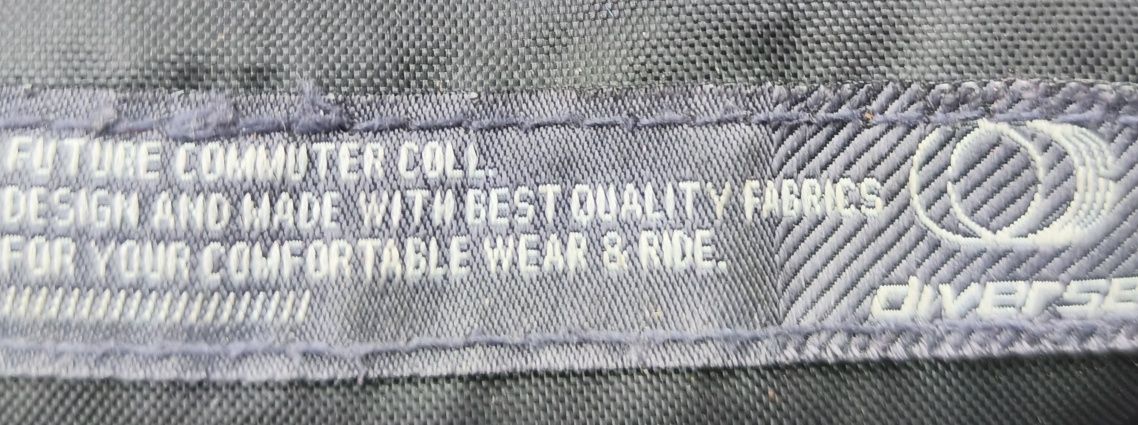 FUTURE COMMUTER COLL.
DESIGN AND MADE WITH BEST QUALITY FABRICS
FOR YOUR COMFORTABLE WEAR & RIDE.
////////////////////////
diverse